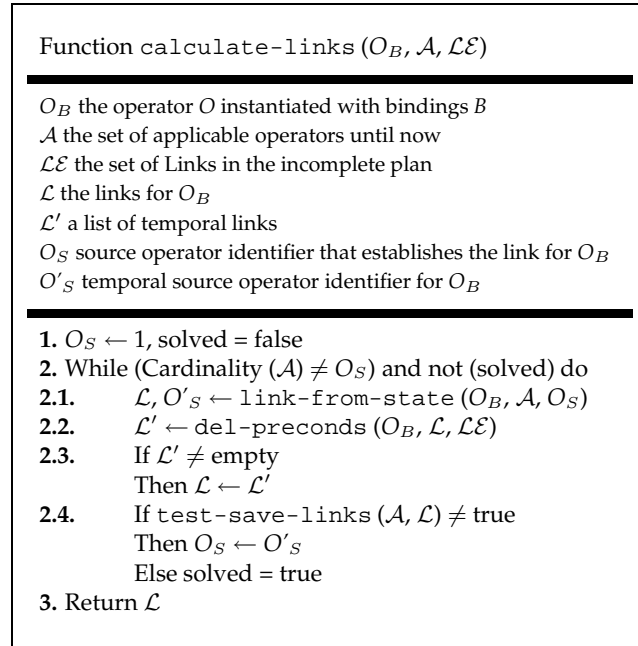 Function calculate-links (O_B, 𝒜, ℒℰ)
O_B the operator O instantiated with bindings B
𝒜 the set of applicable operators until now
ℒℰ the set of Links in the incomplete plan
ℒ the links for O_B
ℒ′ a list of temporal links
O_S source operator identifier that establishes the link for O_B
O'_S temporal source operator identifier for O_B
1. O_S ← 1, solved = false
2. While (Cardinality (𝒜) ≠ O_S) and not (solved) do
2.1. ℒ, O'_S ← link-from-state (O_B, 𝒜, O_S)
2.2. ℒ′ ← del-preconds (O_B, ℒ, ℒℰ)
2.3. If ℒ′ ≠ empty
Then ℒ ← ℒ′
2.4. If test-save-links (𝒜, ℒ) ≠ true
Then O_S ← O'_S
Else solved = true
3. Return ℒ